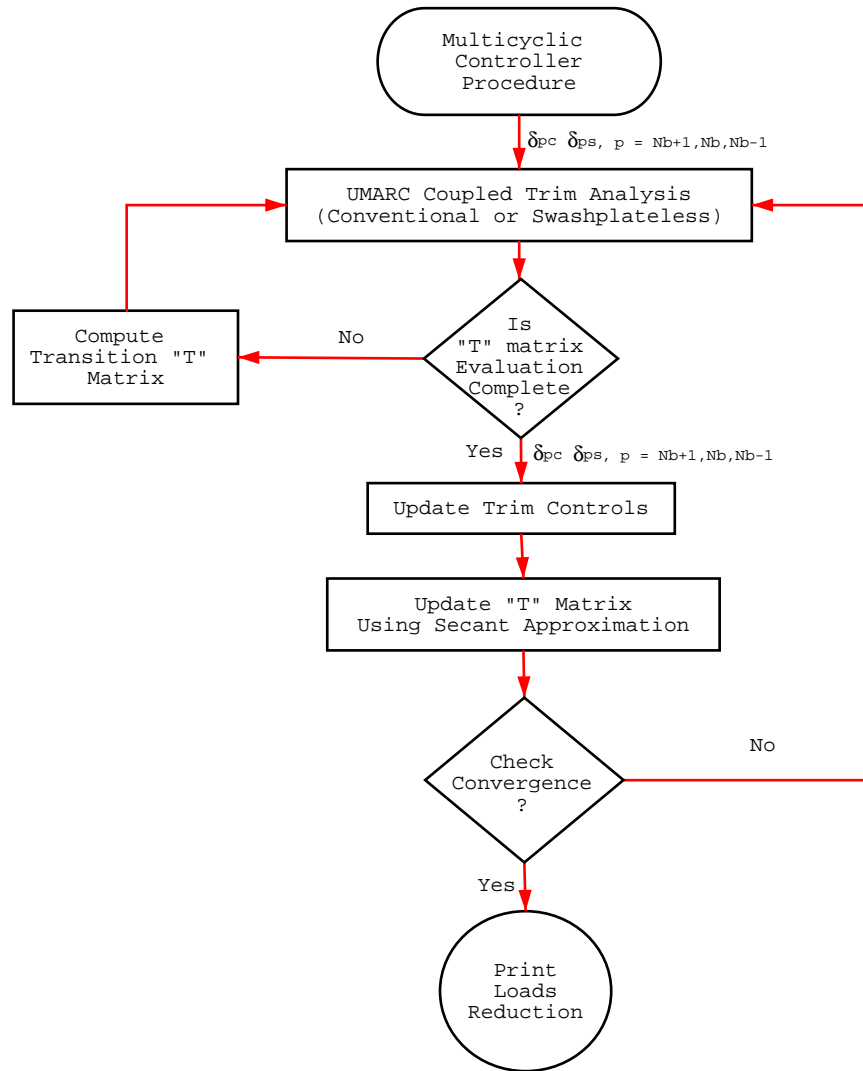 Multicyclic
Controller
Procedure
δpc δps, p = Nb+1,Nb,Nb-1
UMARC Coupled Trim Analysis
(Conventional or Swashplateless)
Compute
Transition "T"
Matrix
No
Is
"T" matrix
Evaluation
Complete
?
Yes
δpc δps, p = Nb+1,Nb,Nb-1
Update Trim Controls
Update "T" Matrix
Using Secant Approximation
Check
Convergence
?
No
Yes
Print
Loads
Reduction